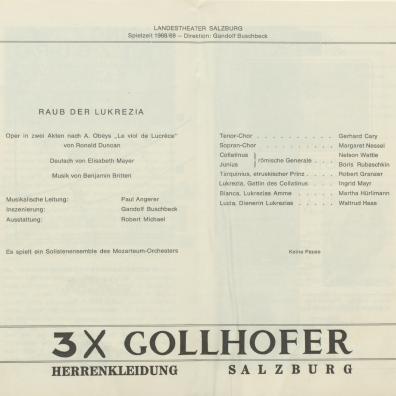 LANDESTHEATER SALZBURG
Spielzeit 1968/69 – Direktion: Gandolf Buschbeck
RAUB DER LUKREZIA
Oper in zwei Akten nach A. Obeys „Le viol de Lucrèce"
von Ronald Duncan
Deutsch von Elisabeth Mayer
Musik von Benjamin Britten
Musikalische Leitung: Paul Angerer
Inszenierung: Gandolf Buschbeck
Ausstattung: Robert Michael
Es spielt ein Solistenensemble des Mozarteum-Orchesters
Tenor-Chor . . . . . . . . . . . Gerhard Cary
Sopran-Chor . . . . . . . . . . . Margaret Nessel
Collatinus Nelson Wattie
} römische Generale . . . .
Junius Boris Rubaschkin
Tarquinius, etruskischer Prinz . . . . Robert Granzer
Lukrezia, Gattin des Collatinus . . . . Ingrid Mayr
Bianca, Lukrezias Amme . . . . . Martha Hürlimann
Lucia, Dienerin Lukrezias . . . . . Waltrud Haas
Keine Pause
3X GOLLHOFER
HERRENKLEIDUNG SALZBURG